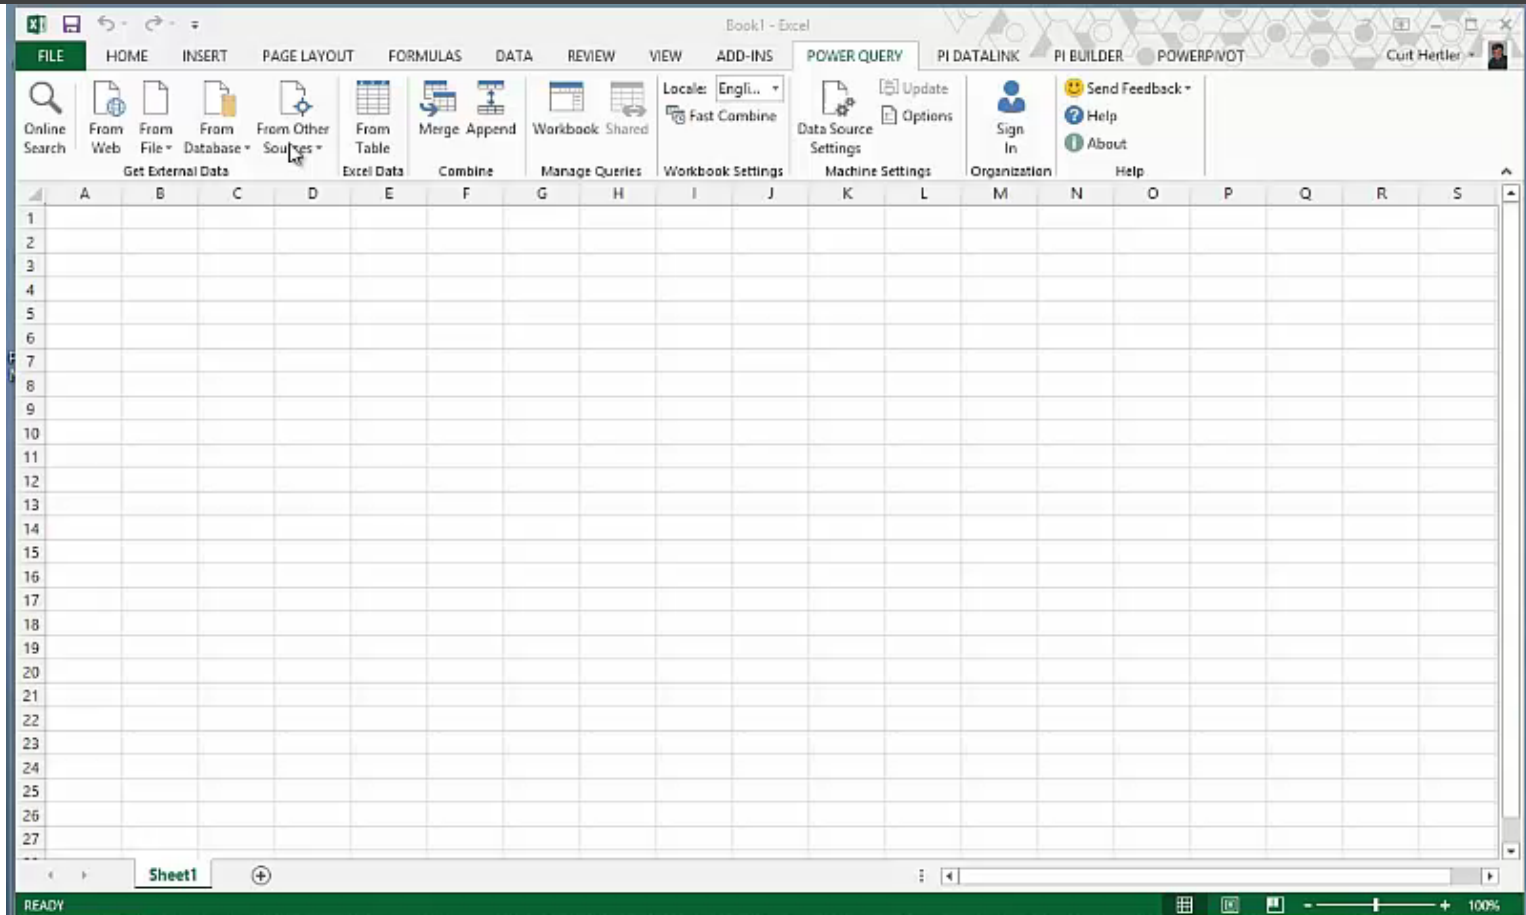 Book1 - Excel
FILE HOME INSERT PAGE LAYOUT FORMULAS DATA REVIEW VIEW ADD-INS POWER QUERY PI DATALINK PI BUILDER POWERPIVOT Curt Hertler
Online Search
From Web
From File
From Database
From Other Sources
From Table
Merge
Append
Workbook
Shared
Locale: Engli...
Fast Combine
Data Source Settings
Update
Options
Sign In
Send Feedback
Help
About
Get External Data
Excel Data
Combine
Manage Queries
Workbook Settings
Machine Settings
Organization
Help
A B C D E F G H I J K L M N O P Q R S
1
2
3
4
5
6
7
8
9
10
11
12
13
14
15
16
17
18
19
20
21
22
23
24
25
26
27
Sheet1
READY 100%